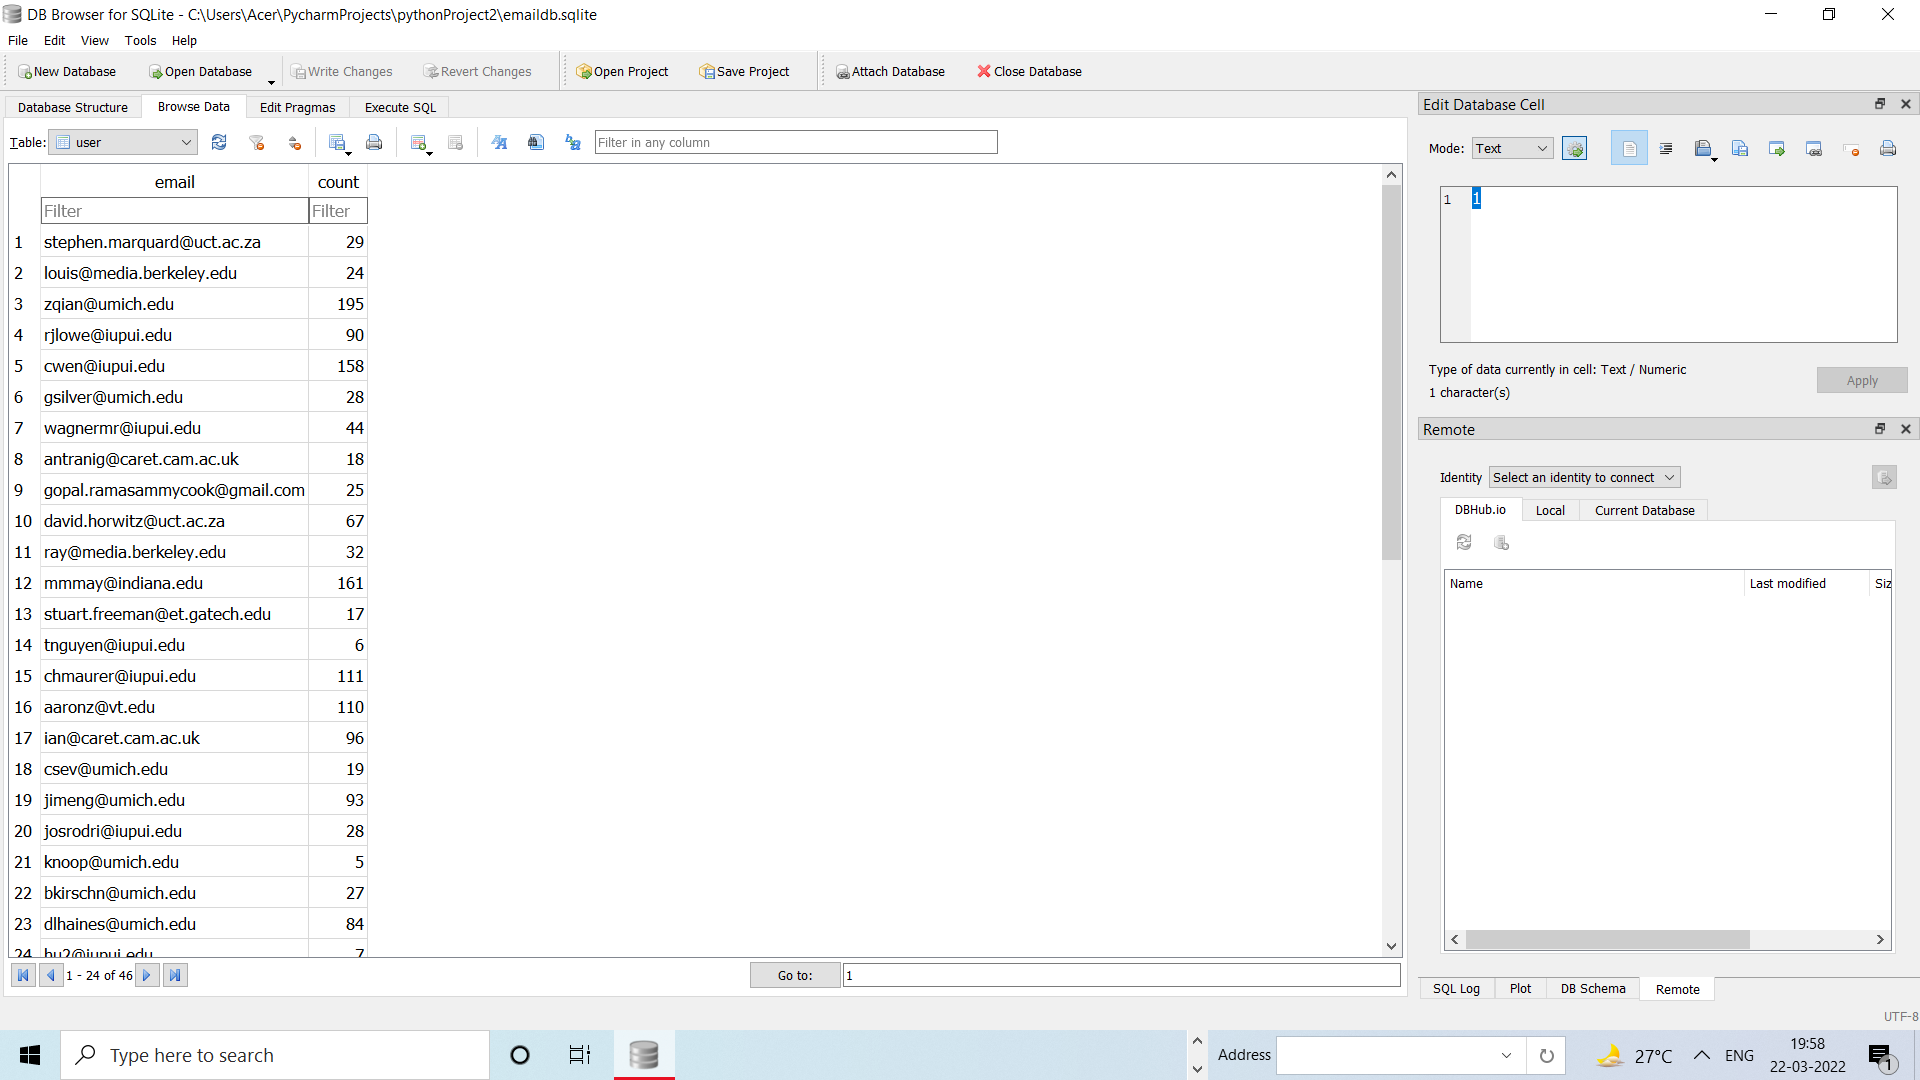 DB Browser for SQLite - C:\Users\Acer\PycharmProjects\pythonProject2\emaildb.sqlite
File Edit View Tools Help
New Database Open Database Write Changes Revert Changes Open Project Save Project Attach Database Close Database
Database Structure Browse Data Edit Pragmas Execute SQL
Table: user Filter in any column
email count
Filter Filter
1 stephen.marquard@uct.ac.za 29
2 louis@media.berkeley.edu 24
3 zqian@umich.edu 195
4 rjlowe@iupui.edu 90
5 cwen@iupui.edu 158
6 gsilver@umich.edu 28
7 wagnermr@iupui.edu 44
8 antranig@caret.cam.ac.uk 18
9 gopal.ramasammycook@gmail.com 25
10 david.horwitz@uct.ac.za 67
11 ray@media.berkeley.edu 32
12 mmmay@indiana.edu 161
13 stuart.freeman@et.gatech.edu 17
14 tnguyen@iupui.edu 6
15 chmaurer@iupui.edu 111
16 aaronz@vt.edu 110
17 ian@caret.cam.ac.uk 96
18 csev@umich.edu 19
19 jimeng@umich.edu 93
20 josrodri@iupui.edu 28
21 knoop@umich.edu 5
22 bkirschn@umich.edu 27
23 dlhaines@umich.edu 84
24 hu2@iupui.edu 7
1 - 24 of 46 Go to: 1
Edit Database Cell
Mode: Text
1 1
Type of data currently in cell: Text / Numeric
1 character(s)
Apply
Remote
Identity Select an identity to connect
DBHub.io Local Current Database
Name Last modified Siz
SQL Log Plot DB Schema Remote
UTF-8
Type here to search
Address
27°C ENG
19:58
22-03-2022
1